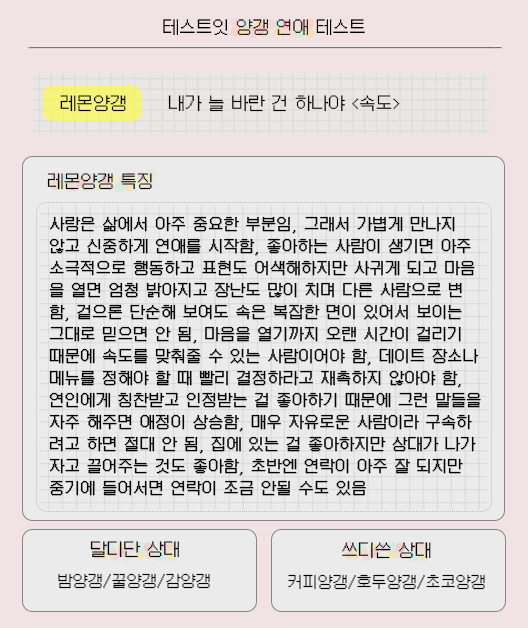 테스트잇 양갱 연애 테스트
레몬양갱 내가 늘 바란 건 하나야 <속도>
레몬양갱 특징
사랑은 삶에서 아주 중요한 부분임, 그래서 가볍게 만나지
않고 신중하게 연애를 시작함, 좋아하는 사람이 생기면 아주
소극적으로 행동하고 표현도 어색해하지만 사귀게 되고 마음
을 열면 엄청 밝아지고 장난도 많이 치며 다른 사람으로 변
함, 겉으론 단순해 보여도 속은 복잡한 면이 있어서 보이는
그대로 믿으면 안 됨, 마음을 열기까지 오랜 시간이 걸리기
때문에 속도를 맞춰줄 수 있는 사람이어야 함, 데이트 장소나
메뉴를 정해야 할 때 빨리 결정하라고 재촉하지 않아야 함,
연인에게 칭찬받고 인정받는 걸 좋아하기 때문에 그런 말들을
자주 해주면 애정이 상승함, 매우 자유로운 사람이라 구속하
려고 하면 절대 안 됨, 집에 있는 걸 좋아하지만 상대가 나가
자고 끌어주는 것도 좋아함, 초반엔 연락이 아주 잘 되지만
중기에 들어서면 연락이 조금 안될 수도 있음
달디단 상대
밤양갱/꿀양갱/감양갱
쓰디쓴 상대
커피양갱/호두양갱/초코양갱